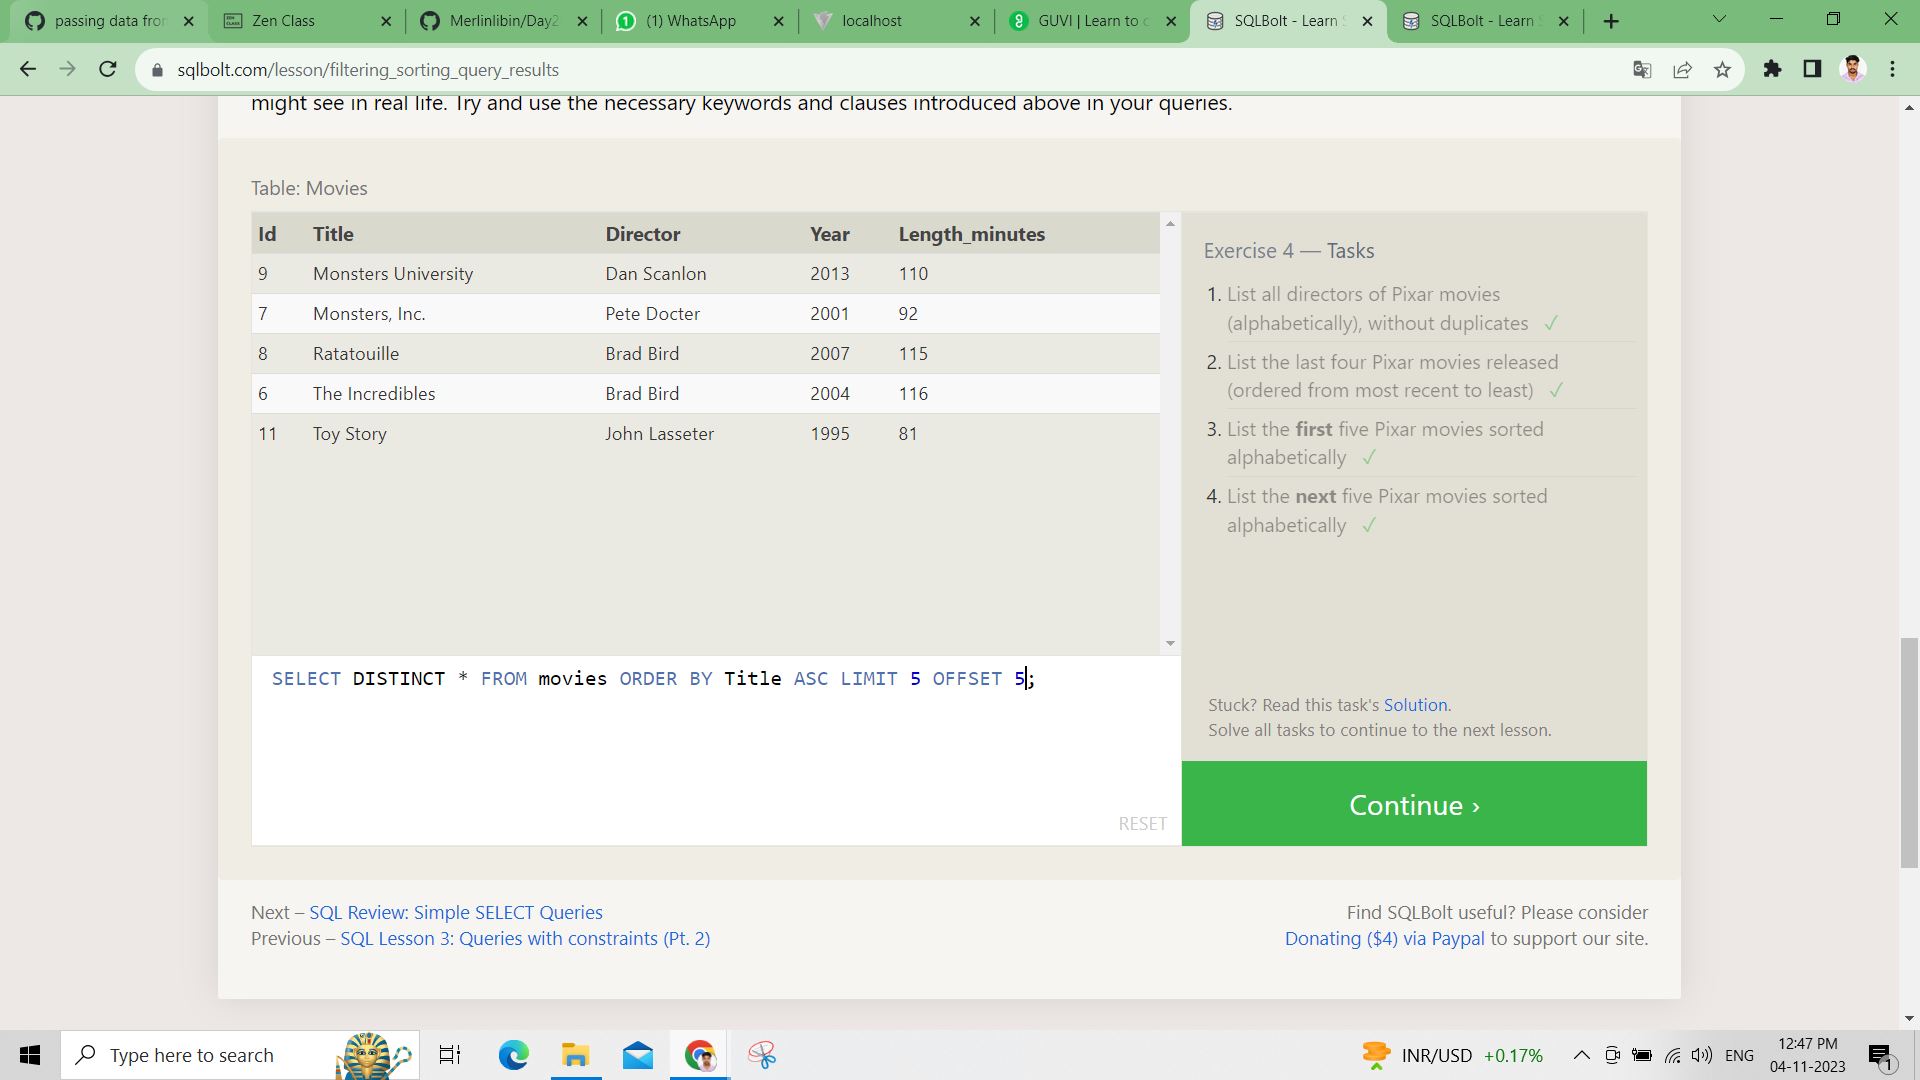 passing data from
Zen Class
Merlinlibin/Day2
(1) WhatsApp
localhost
GUVI | Learn to c
SQLBolt - Learn S
SQLBolt - Learn S
sqlbolt.com/lesson/filtering_sorting_query_results
might see in real life. Try and use the necessary keywords and clauses introduced above in your queries.
Table: Movies
Id Title Director Year Length_minutes
9 Monsters University Dan Scanlon 2013 110
7 Monsters, Inc. Pete Docter 2001 92
8 Ratatouille Brad Bird 2007 115
6 The Incredibles Brad Bird 2004 116
11 Toy Story John Lasseter 1995 81
SELECT DISTINCT * FROM movies ORDER BY Title ASC LIMIT 5 OFFSET 5;
RESET
Exercise 4 — Tasks
1. List all directors of Pixar movies
(alphabetically), without duplicates ✓
2. List the last four Pixar movies released
(ordered from most recent to least) ✓
3. List the first five Pixar movies sorted
alphabetically ✓
4. List the next five Pixar movies sorted
alphabetically ✓
Stuck? Read this task's Solution.
Solve all tasks to continue to the next lesson.
Continue ›
Next – SQL Review: Simple SELECT Queries
Previous – SQL Lesson 3: Queries with constraints (Pt. 2)
Find SQLBolt useful? Please consider
Donating ($4) via Paypal to support our site.
Type here to search
INR/USD +0.17%
ENG
12:47 PM
04-11-2023
1